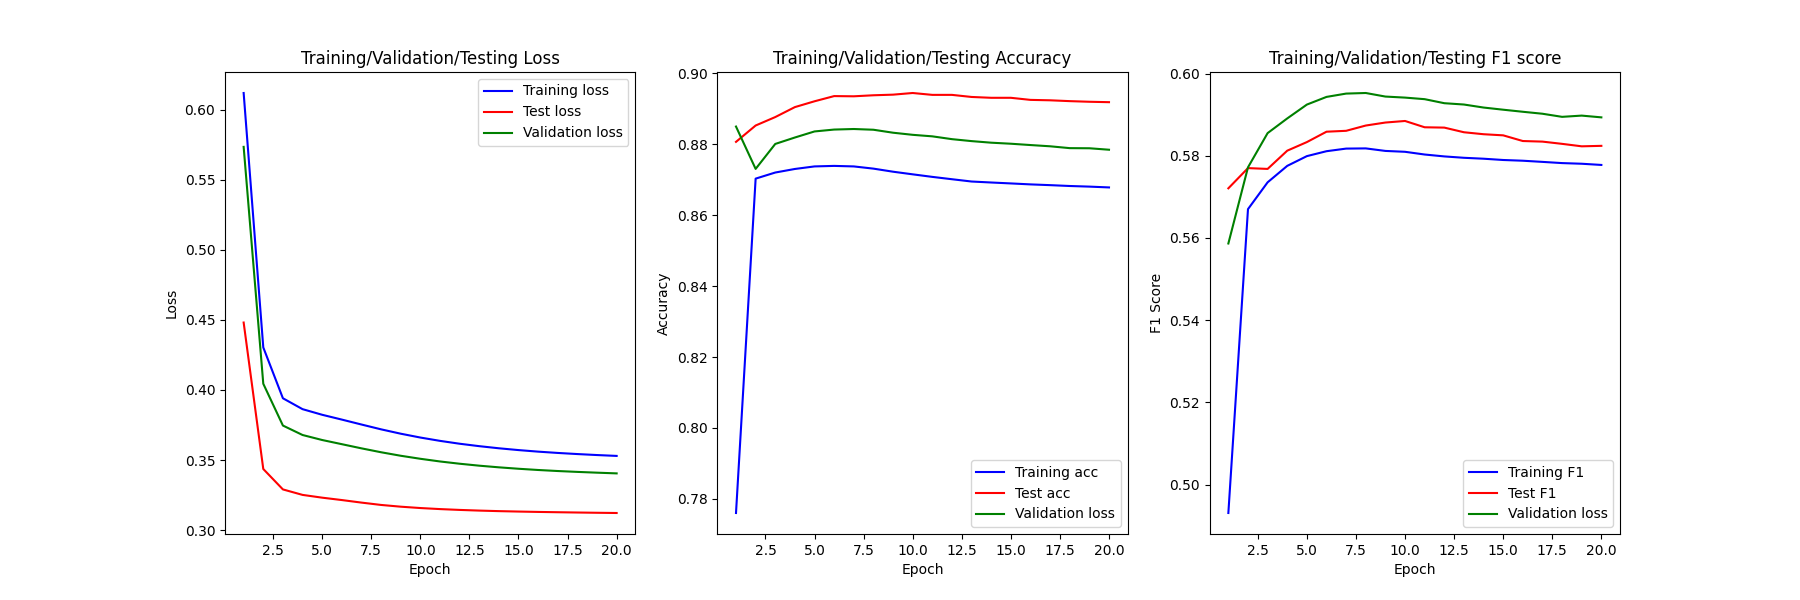 Training/Validation/Testing Loss
Training loss
Test loss
Validation loss
0.60
0.55
0.50
0.45
0.40
0.35
0.30
Loss
2.5 5.0 7.5 10.0 12.5 15.0 17.5 20.0
Epoch
Training/Validation/Testing Accuracy
0.90
0.88
0.86
0.84
0.82
0.80
0.78
Accuracy
Training acc
Test acc
Validation loss
2.5 5.0 7.5 10.0 12.5 15.0 17.5 20.0
Epoch
Training/Validation/Testing F1 score
0.60
0.58
0.56
0.54
0.52
0.50
F1 Score
Training F1
Test F1
Validation loss
2.5 5.0 7.5 10.0 12.5 15.0 17.5 20.0
Epoch